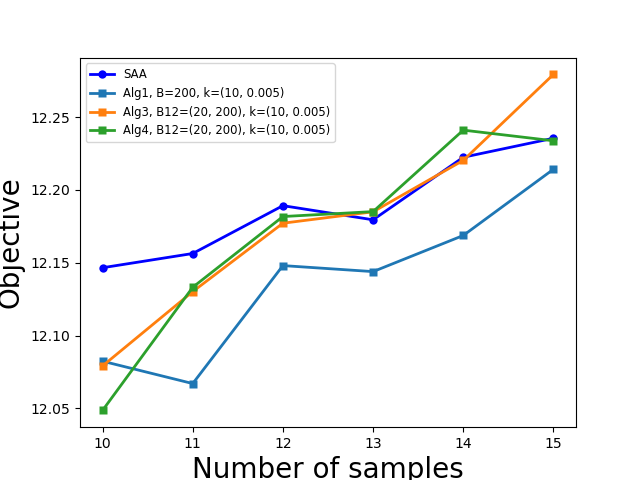 SAA
Alg1, B=200, k=(10, 0.005)
Alg3, B12=(20, 200), k=(10, 0.005)
Alg4, B12=(20, 200), k=(10, 0.005)
12.25
12.20
12.15
12.10
12.05
Objective
10 11 12 13 14 15
Number of samples